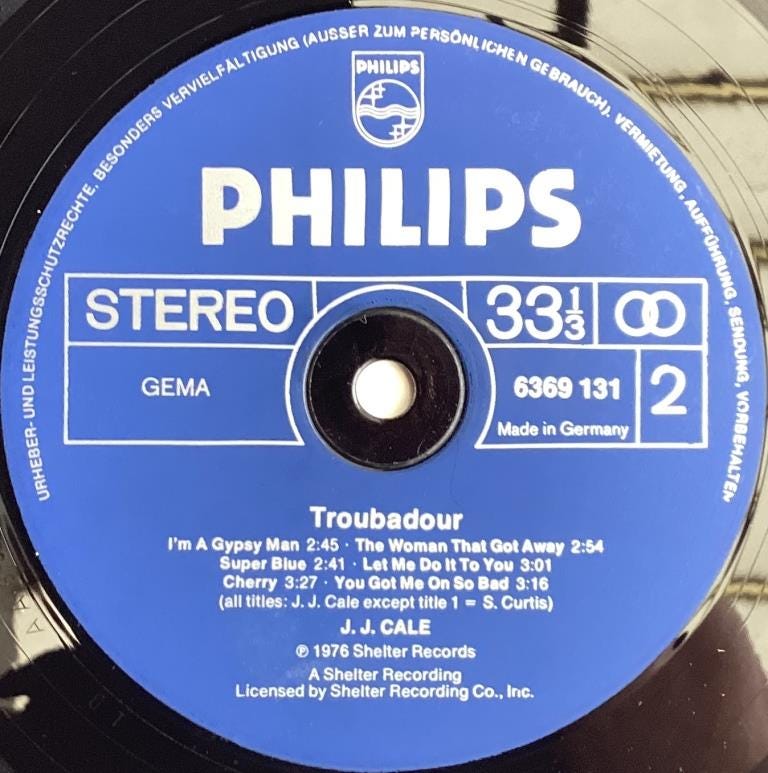 URHEBER- UND LEISTUNGSSCHUTZRECHTE, BESONDERS VERVIELFÄLTIGUNG (AUSSER ZUM PERSÖNLICHEN GEBRAUCH). VERMIETUNG, AUFFÜHRUNG, SENDUNG, VORBEHALTEN
PHILIPS
PHILIPS
STEREO 33⅓
GEMA 6369 131 2
Made in Germany
Troubadour
I'm A Gypsy Man 2:45 · The Woman That Got Away 2:54
Super Blue 2:41 · Let Me Do It To You 3:01
Cherry 3:27 · You Got Me On So Bad 3:16
(all titles: J. J. Cale except title 1 = S. Curtis)
J. J. CALE
℗ 1976 Shelter Records
A Shelter Recording
Licensed by Shelter Recording Co., Inc.